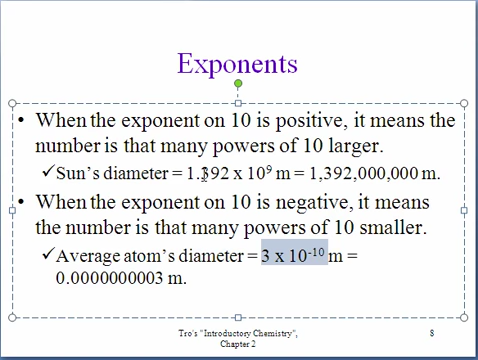 Exponents
• When the exponent on 10 is positive, it means the
number is that many powers of 10 larger.
✓Sun's diameter = 1.392 x 10⁹ m = 1,392,000,000 m.
• When the exponent on 10 is negative, it means
the number is that many powers of 10 smaller.
✓Average atom's diameter = 3 x 10⁻¹⁰ m =
0.0000000003 m.
Tro's "Introductory Chemistry",
Chapter 2
8